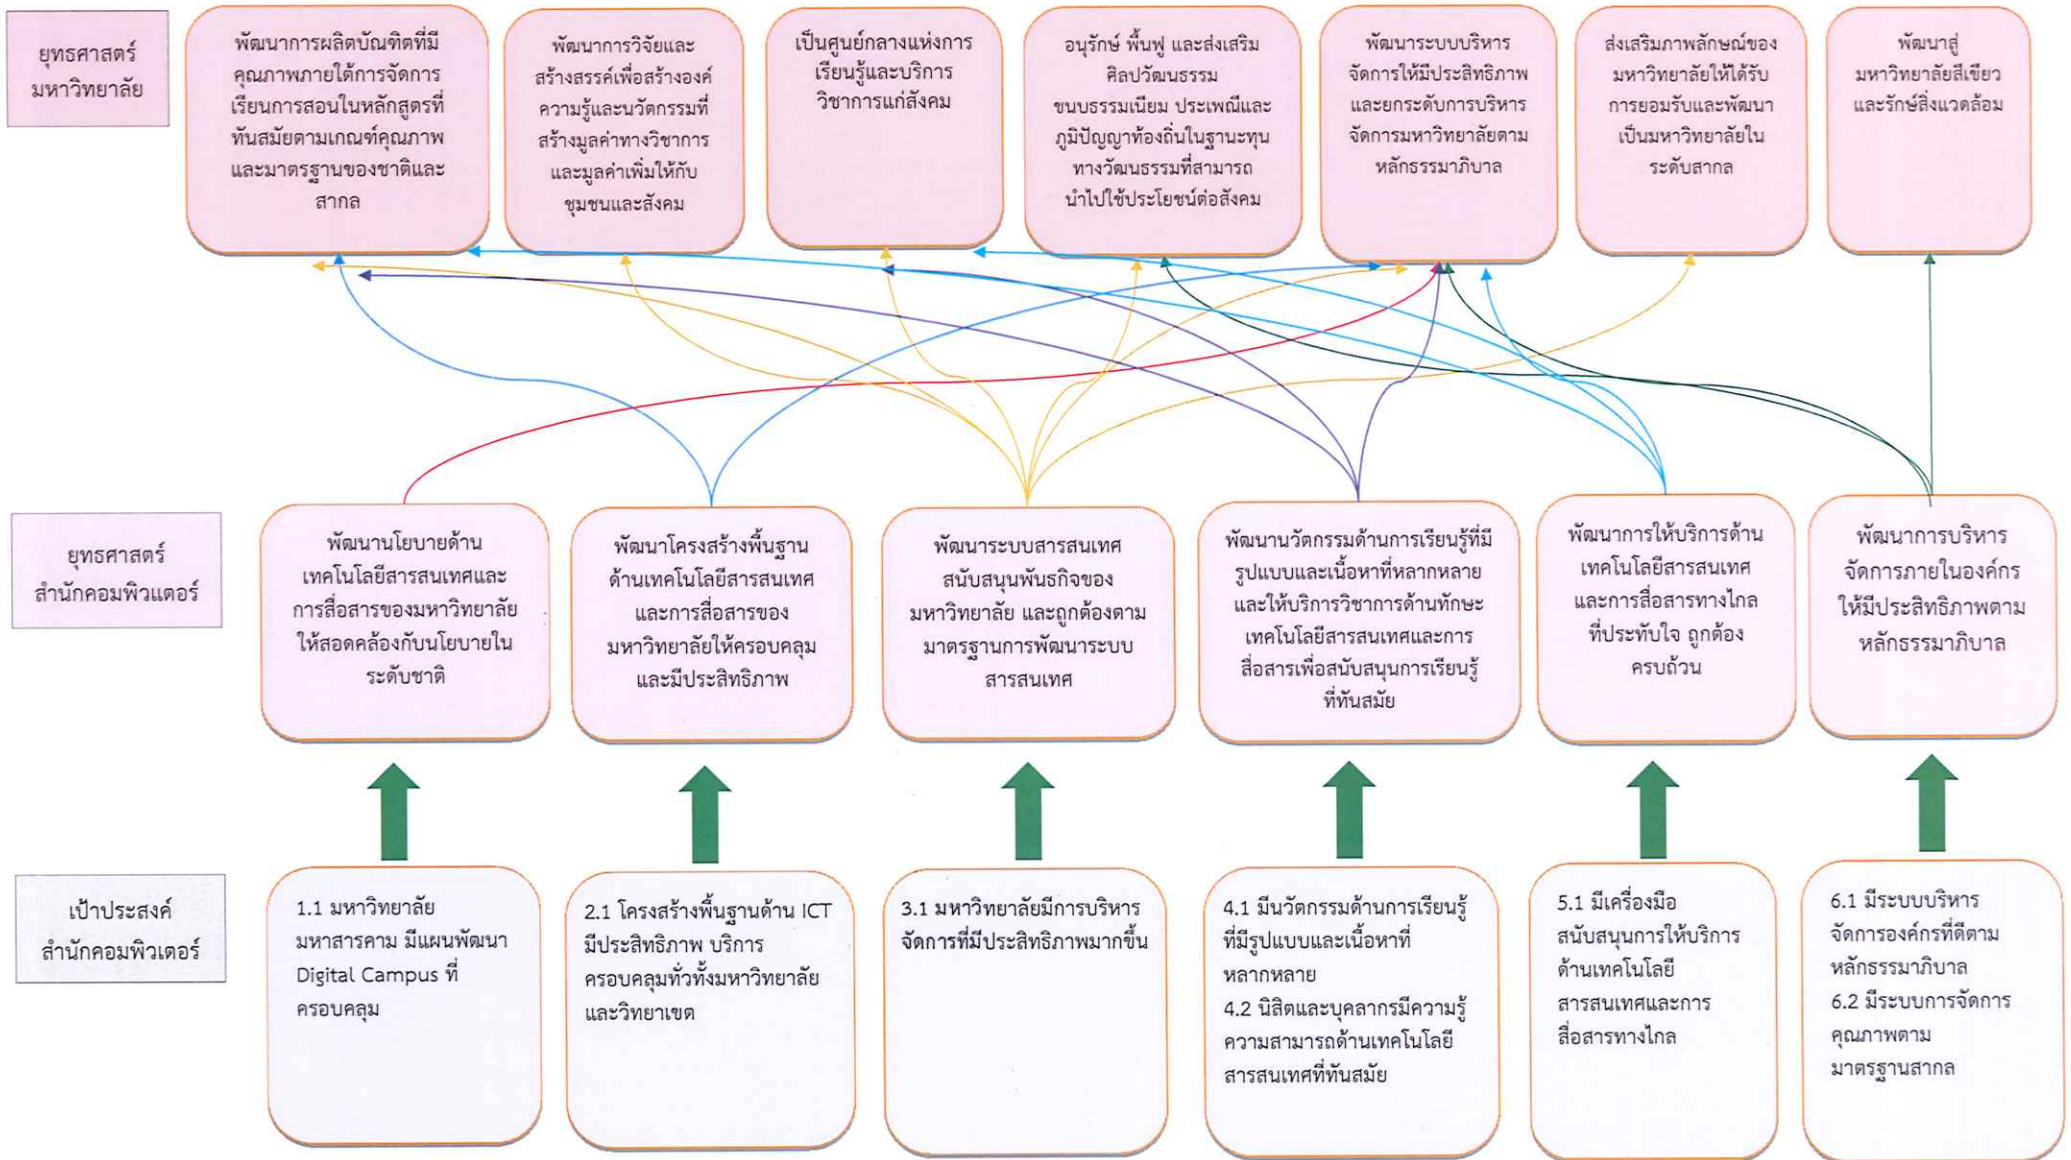 ยุทธศาสตร์
มหาวิทยาลัย
พัฒนาการผลิตบัณฑิตที่มี
คุณภาพภายใต้การจัดการ
เรียนการสอนในหลักสูตรที่
ทันสมัยตามเกณฑ์คุณภาพ
และมาตรฐานของชาติและ
สากล
พัฒนาการวิจัยและ
สร้างสรรค์เพื่อสร้างองค์
ความรู้และนวัตกรรมที่
สร้างมูลค่าทางวิชาการ
และมูลค่าเพิ่มให้กับ
ชุมชนและสังคม
เป็นศูนย์กลางแห่งการ
เรียนรู้และบริการ
วิชาการแก่สังคม
อนุรักษ์ พื้นฟู และส่งเสริม
ศิลปวัฒนธรรม
ขนบธรรมเนียม ประเพณีและ
ภูมิปัญญาท้องถิ่นในฐานะทุน
ทางวัฒนธรรมที่สามารถ
นำไปใช้ประโยชน์ต่อสังคม
พัฒนาระบบบริหาร
จัดการให้มีประสิทธิภาพ
และยกระดับการบริหาร
จัดการมหาวิทยาลัยตาม
หลักธรรมาภิบาล
ส่งเสริมภาพลักษณ์ของ
มหาวิทยาลัยให้ได้รับ
การยอมรับและพัฒนา
เป็นมหาวิทยาลัยใน
ระดับสากล
พัฒนาสู่
มหาวิทยาลัยสีเขียว
และรักษ์สิ่งแวดล้อม
ยุทธศาสตร์
สำนักคอมพิวแตอร์
พัฒนานโยบายด้าน
เทคโนโลยีสารสนเทศและ
การสื่อสารของมหาวิทยาลัย
ให้สอดคล้องกับนโยบายใน
ระดับชาติ
พัฒนาโครงสร้างพื้นฐาน
ด้านเทคโนโลยีสารสนเทศ
และการสื่อสารของ
มหาวิทยาลัยให้ครอบคลุม
และมีประสิทธิภาพ
พัฒนาระบบสารสนเทศ
สนับสนุนพันธกิจของ
มหาวิทยาลัย และถูกต้องตาม
มาตรฐานการพัฒนาระบบ
สารสนเทศ
พัฒนานวัตกรรมด้านการเรียนรู้ที่มี
รูปแบบและเนื้อหาที่หลากหลาย
และให้บริการวิชาการด้านทักษะ
เทคโนโลยีสารสนเทศและการ
สื่อสารเพื่อสนับสนุนการเรียนรู้
ที่ทันสมัย
พัฒนาการให้บริการด้าน
เทคโนโลยีสารสนเทศ
และการสื่อสารทางไกล
ที่ประทับใจ ถูกต้อง
ครบถ้วน
พัฒนาการบริหาร
จัดการภายในองค์กร
ให้มีประสิทธิภาพตาม
หลักธรรมาภิบาล
เป้าประสงค์
สำนักคอมพิวเตอร์
1.1 มหาวิทยาลัย
มหาสารคาม มีแผนพัฒนา
Digital Campus ที่
ครอบคลุม
2.1 โครงสร้างพื้นฐานด้าน ICT
มีประสิทธิภาพ บริการ
ครอบคลุมทั่วทั้งมหาวิทยาลัย
และวิทยาเขต
3.1 มหาวิทยาลัยมีการบริหาร
จัดการที่มีประสิทธิภาพมากขึ้น
4.1 มีนวัตกรรมด้านการเรียนรู้
ที่มีรูปแบบและเนื้อหาที่
หลากหลาย
4.2 นิสิตและบุคลากรมีความรู้
ความสามารถด้านเทคโนโลยี
สารสนเทศที่ทันสมัย
5.1 มีเครื่องมือ
สนับสนุนการให้บริการ
ด้านเทคโนโลยี
สารสนเทศและการ
สื่อสารทางไกล
6.1 มีระบบบริหาร
จัดการองค์กรที่ดีตาม
หลักธรรมาภิบาล
6.2 มีระบบการจัดการ
คุณภาพตาม
มาตรฐานสากล